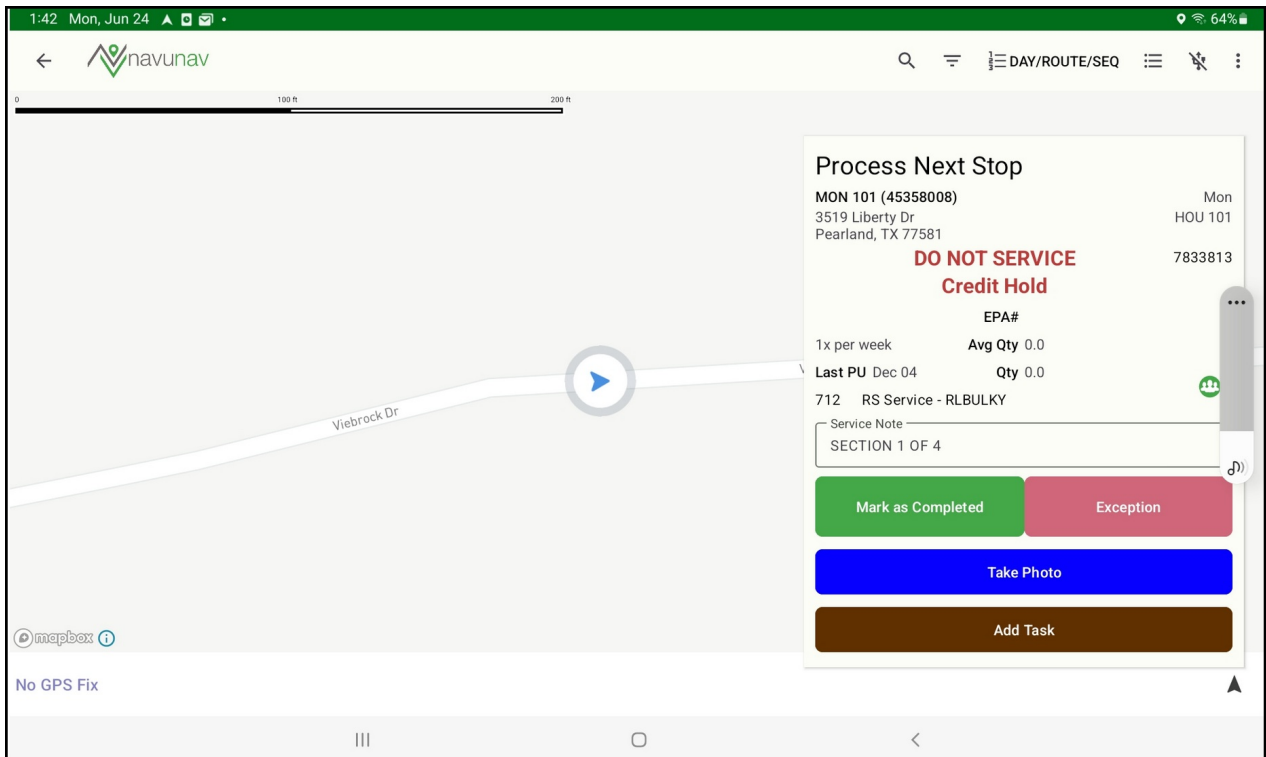 1:42 Mon, Jun 24 64%
navunav
DAY/ROUTE/SEQ
0 100 ft 200 ft
Process Next Stop
MON 101 (45358008) Mon
3519 Liberty Dr HOU 101
Pearland, TX 77581
DO NOT SERVICE 7833813
Credit Hold
EPA#
1x per week Avg Qty 0.0
Last PU Dec 04 Qty 0.0
712 RS Service - RLBULKY
Service Note
SECTION 1 OF 4
Viebrock Dr
V
Mark as Completed Exception
Take Photo
Add Task
mapbox
No GPS Fix